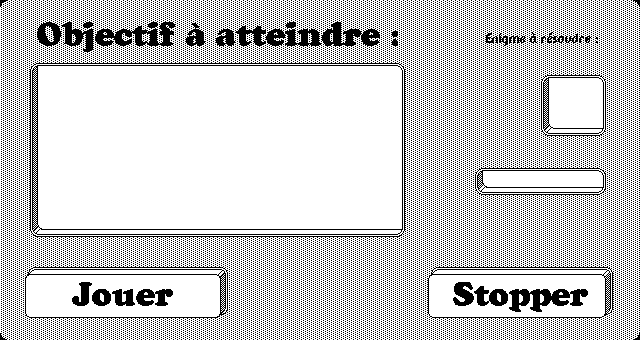 Objectif à atteindre :
Enigme à résoudre :
Jouer
Stopper